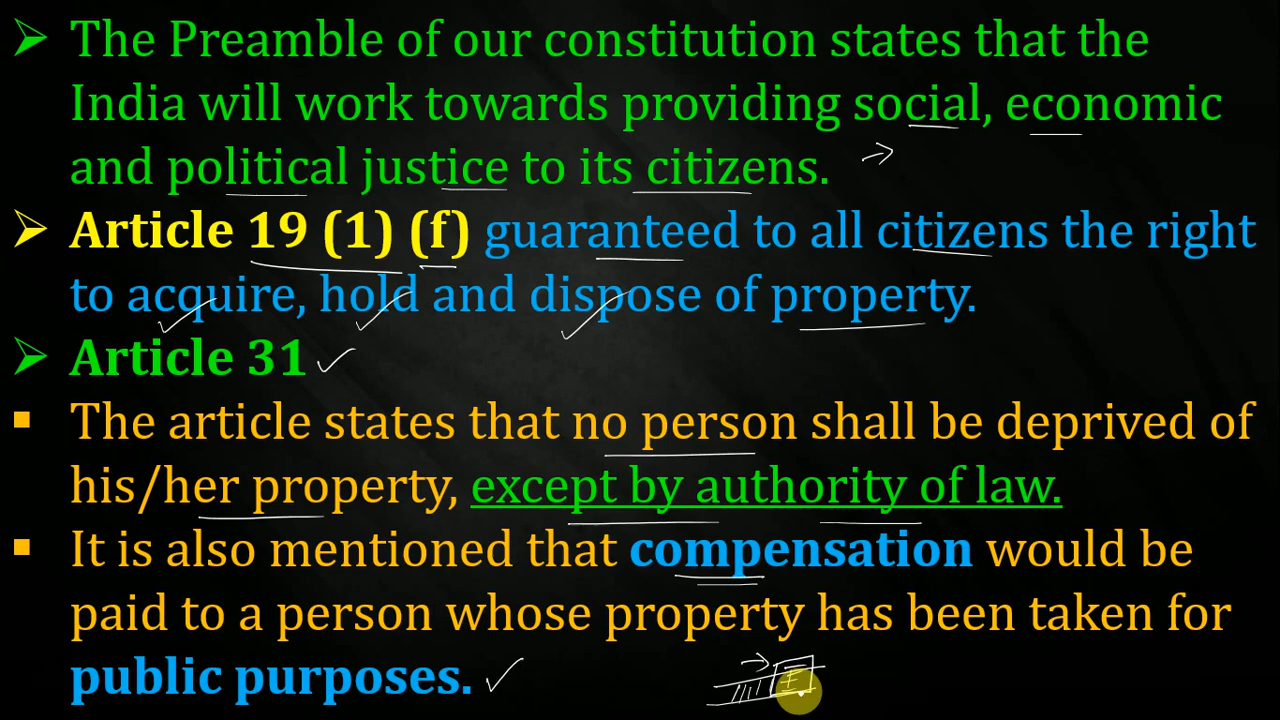 The Preamble of our constitution states that the
India will work towards providing social, economic
and political justice to its citizens.
Article 19 (1) (f) guaranteed to all citizens the right
to acquire, hold and dispose of property.
Article 31
The article states that no person shall be deprived of
his/her property, except by authority of law.
It is also mentioned that compensation would be
paid to a person whose property has been taken for
public purposes.